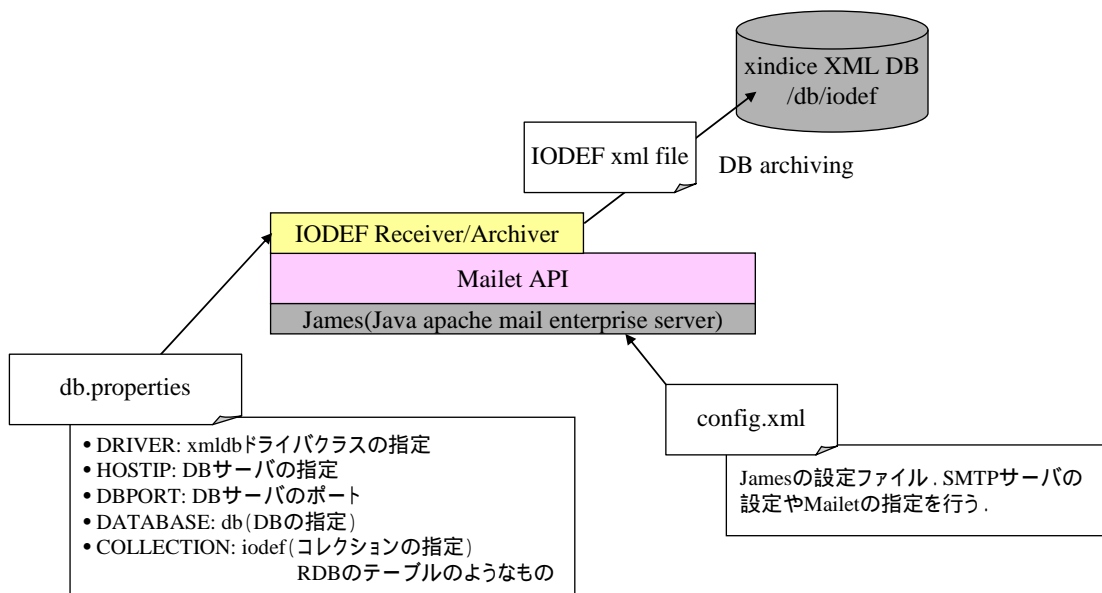 xindice XML DB
/db/iodef
IODEF xml file
DB archiving
IODEF Receiver/Archiver
Mailet API
James(Java apache mail enterprise server)
db.properties
• DRIVER: xmldbドライバクラスの指定
• HOSTIP: DBサーバの指定
• DBPORT: DBサーバのポート
• DATABASE: db(DBの指定)
• COLLECTION: iodef(コレクションの指定)
RDBのテーブルのようなもの
config.xml
Jamesの設定ファイル. SMTPサーバの
設定やMailetの指定を行う.